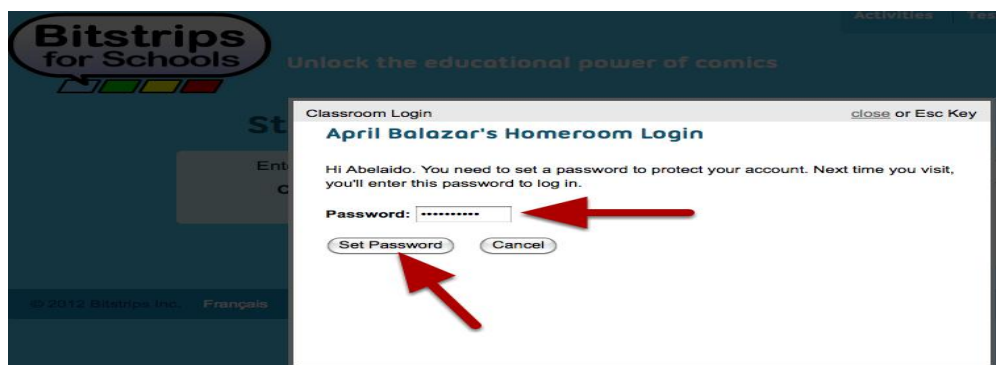 Activities
Bitstrips
for Schools
Unlock the educational power of comics
Classroom Login
close or Esc Key
April Balazar's Homeroom Login
Hi Abelaido. You need to set a password to protect your account. Next time you visit,
you'll enter this password to log in.
Password: ••••••••••
Set Password
Cancel
© 2012 Bitstrips Inc.
Français